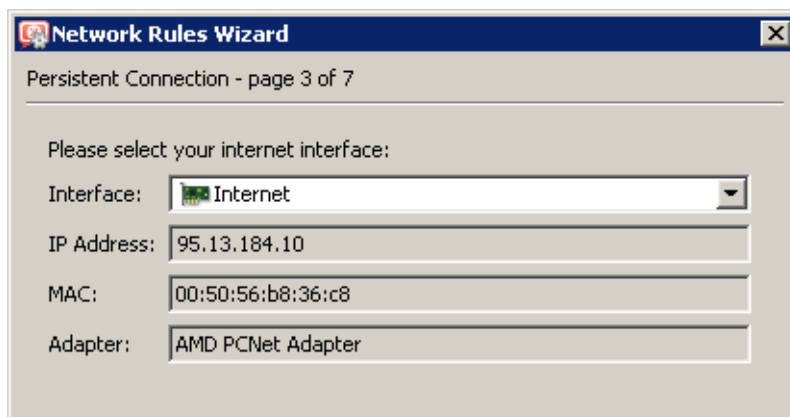 Network Rules Wizard
Persistent Connection - page 3 of 7
Please select your internet interface:
Interface: Internet
IP Address: 95.13.184.10
MAC: 00:50:56:b8:36:c8
Adapter: AMD PCNet Adapter